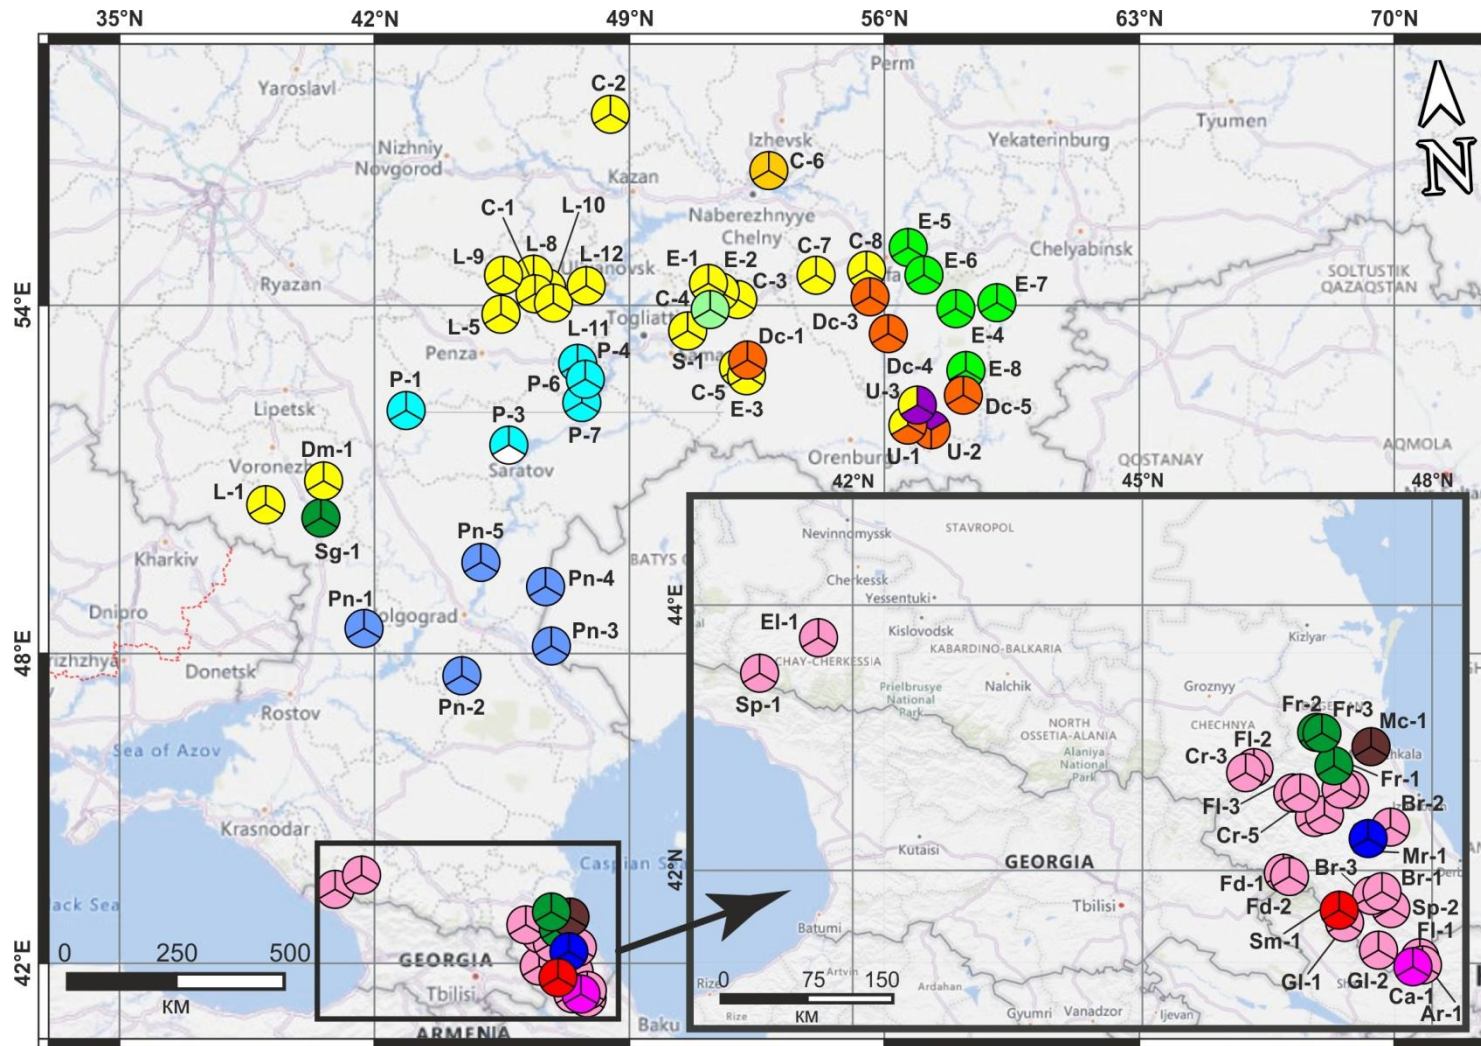 35°N 42°N 49°N 56°N 63°N 70°N
Perm
C-2
Yaroslavl
Tyumen
Izhevsk
Yekaterinburg
N
Nizhniy
Novgorod
C-6
Kazan
C-1
L-10
Naberezhnyye
Chelny
E-5
L-8
C-7
C-8
Chelyabinsk
L-9
L-12
E-1
E-2
E-6
SOLTUSTIK
QAZAQSTAN
Ryazan
C-3
E-7
54°E
C-4
L-5
L-11
Dc-3
E-4
Penza
P-4
S-1
Dc-1
Dc-4
E-8
P-1
P-6
C-5
U-3
Dc-5
Lipetsk
E-3
P-7
P-3
Dm-1
Saratov
Orenburg
U-1
U-2
QOSTANAY
AQMOLA
L-1
42°N 45°N 48°N
Sg-1
Pn-5
Kharkiv
BATYS
Nevinnomyssk
STAVROPOL
Pn-4
Cherkessk
Pn-1
44°E
Yessentuki
Dnipro
El-1
Kislovodsk
Kizlyar
Pn-3
KABARDINO-BALKARIA
48°E
Donetsk
Sp-1
Prielbrusye
National
Park
Nalchik
Groznyy
Pn-2
Fr-2
Fr-3
Rostov
NORTH
OSSETIA-ALANIA
CHECHNYA
Mc-1
Sea of Azov
Alaniya
National
Park
Cr-3
Fl-2
Fr-1
Fl-3
Br-2
Krasnodar
Cr-5
Kutaisi
GEORGIA
Mr-1
Caspian
42°N
Br-3
Br-1
Fd-1
Fd-2
Tbilisi
Sp-2
Batumi
Sm-1
Fl-1
0 250 500
KM
GEORGIA
42°E
Tbilisi
Rize
Artvin
0 75 150
KM
Ardahan
Gl-1
Gl-2
Ca-1
Ar-1
Baku
Rize
Gyumri
Vanadzor
Ijevan
ARMENIA